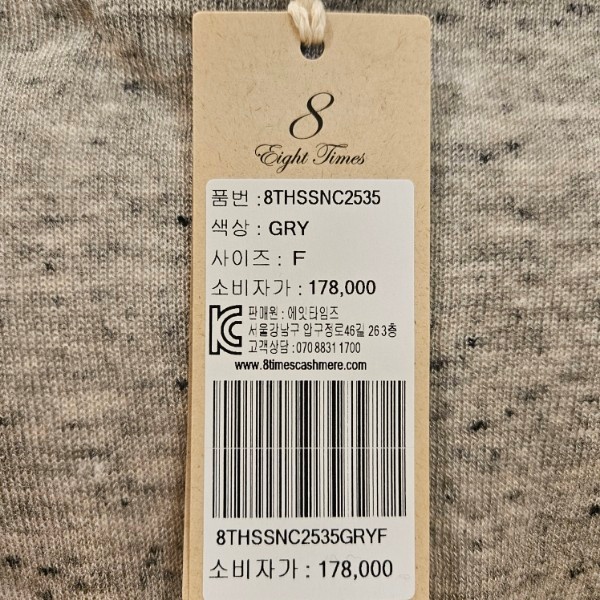 8
Eight Times
품번 : 8THSSNC2535
색상 : GRY
사이즈 : F
소비자가 : 178,000
판매원 : 에잇타임즈
서울강남구 압구정로46길 26 3층
고객상담 : 070 8831 1700
www.8timescashmere.com
8THSSNC2535GRYF
소비자가 : 178,000